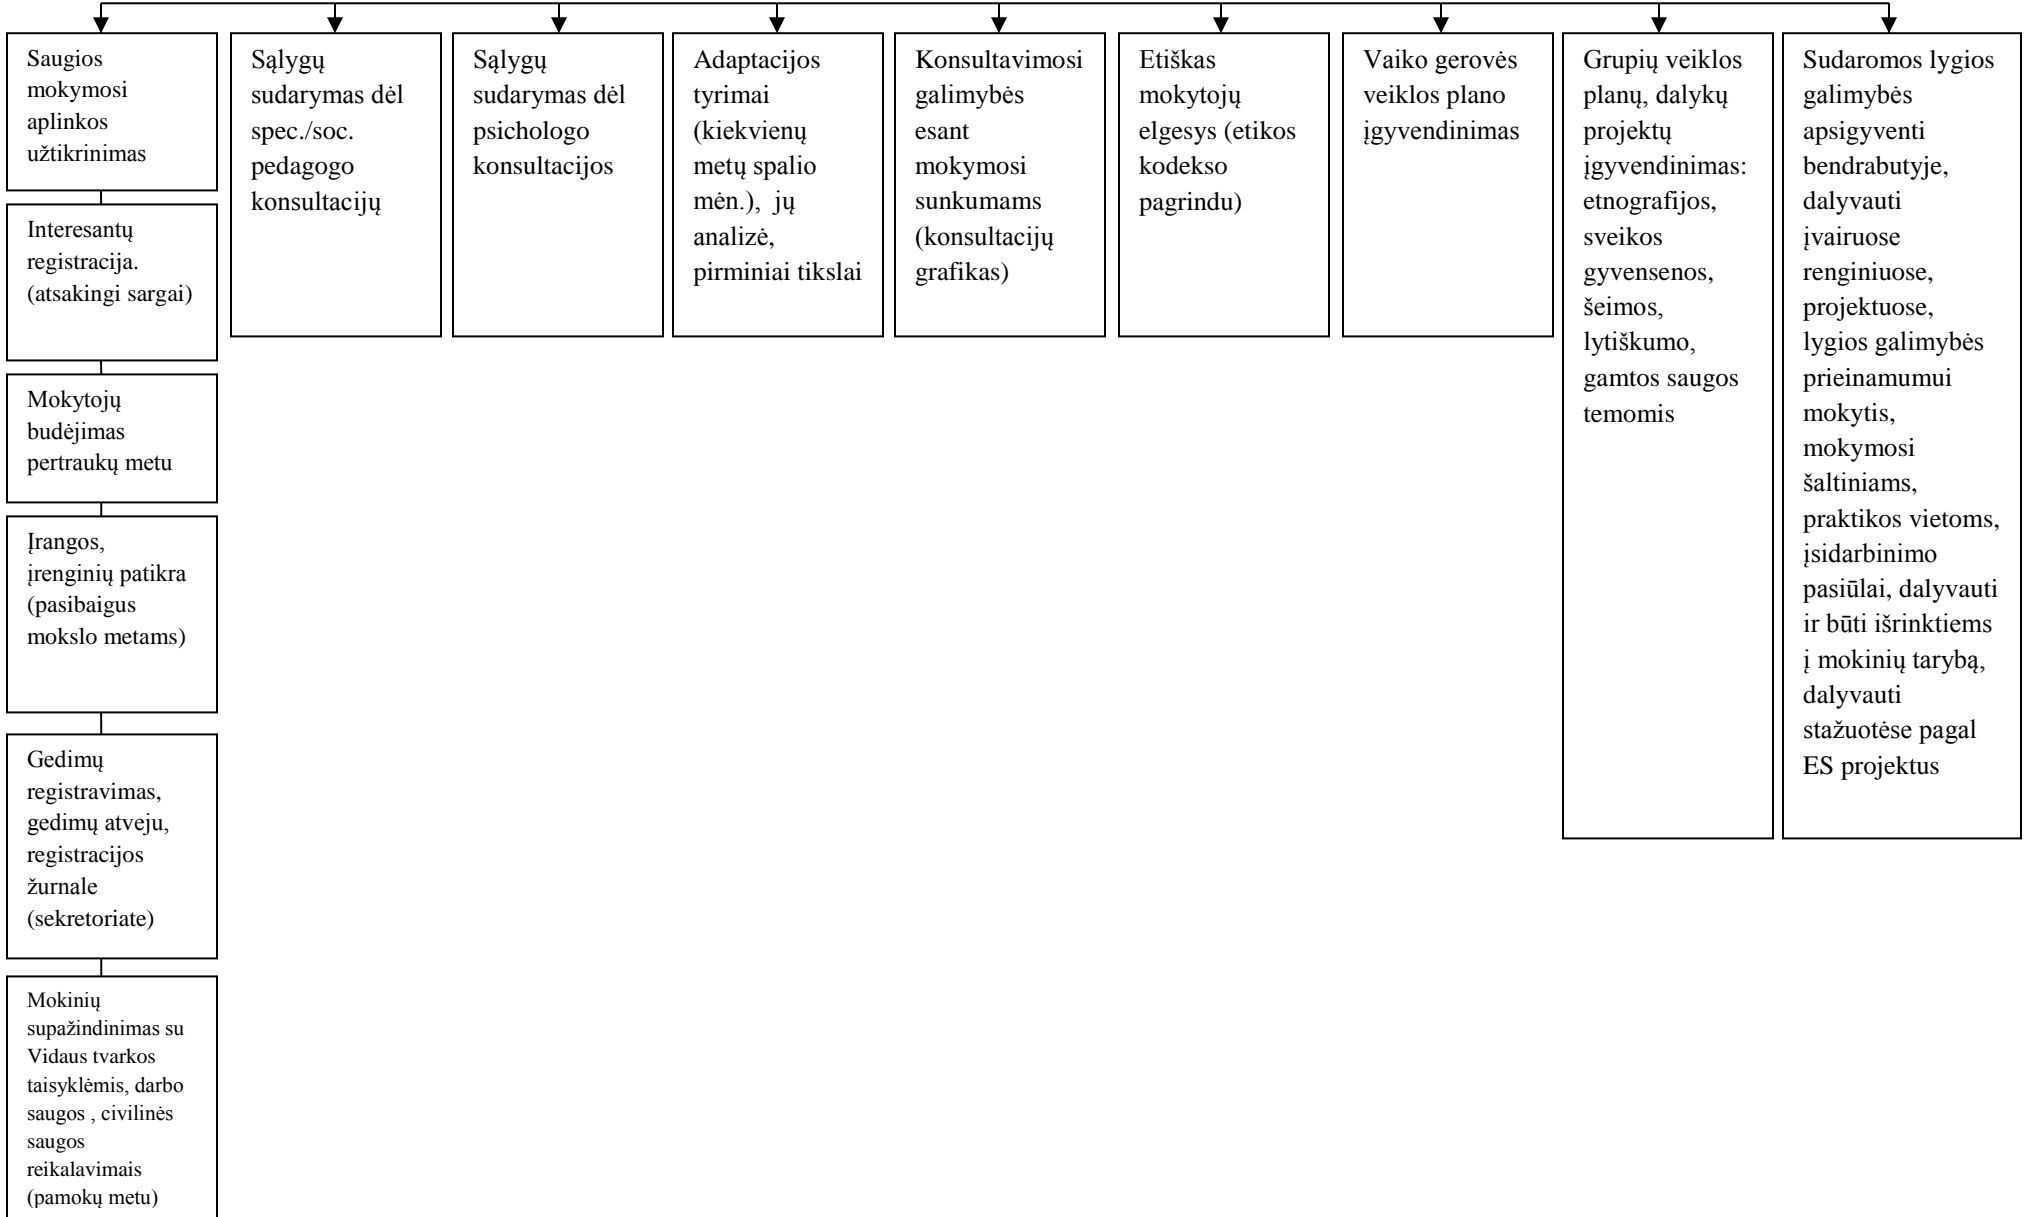 Saugios
mokymosi
aplinkos
užtikrinimas
Interesantų
registracija.
(atsakingi sargai)
Mokytojų
budėjimas
pertraukų metu
Įrangos,
įrenginių patikra
(pasibaigus
mokslo metams)
Gedimų
registravimas,
gedimų atveju,
registracijos
žurnale
(sekretoriate)
Mokinių
supažindinimas su
Vidaus tvarkos
taisyklėmis, darbo
saugos , civilinės
saugos
reikalavimais
(pamokų metu)
Sąlygų
sudarymas dėl
spec./soc.
pedagogo
konsultacijų
Sąlygų
sudarymas dėl
psichologo
konsultacijos
Adaptacijos
tyrimai
(kiekvienų
metų spalio
mėn.), jų
analizė,
pirminiai tikslai
Konsultavimosi
galimybės
esant
mokymosi
sunkumams
(konsultacijų
grafikas)
Etiškas
mokytojų
elgesys (etikos
kodekso
pagrindu)
Vaiko gerovės
veiklos plano
įgyvendinimas
Grupių veiklos
planų, dalykų
projektų
įgyvendinimas:
etnografijos,
sveikos
gyvensenos,
šeimos,
lytiškumo,
gamtos saugos
temomis
Sudaromos lygios
galimybės
apsigyventi
bendrabutyje,
dalyvauti
įvairuose
renginiuose,
projektuose,
lygios galimybės
prieinamumui
mokytis,
mokymosi
šaltiniams,
praktikos vietoms,
įsidarbinimo
pasiūlai, dalyvauti
ir būti išrinktiems
į mokinių tarybą,
dalyvauti
stažuotėse pagal
ES projektus